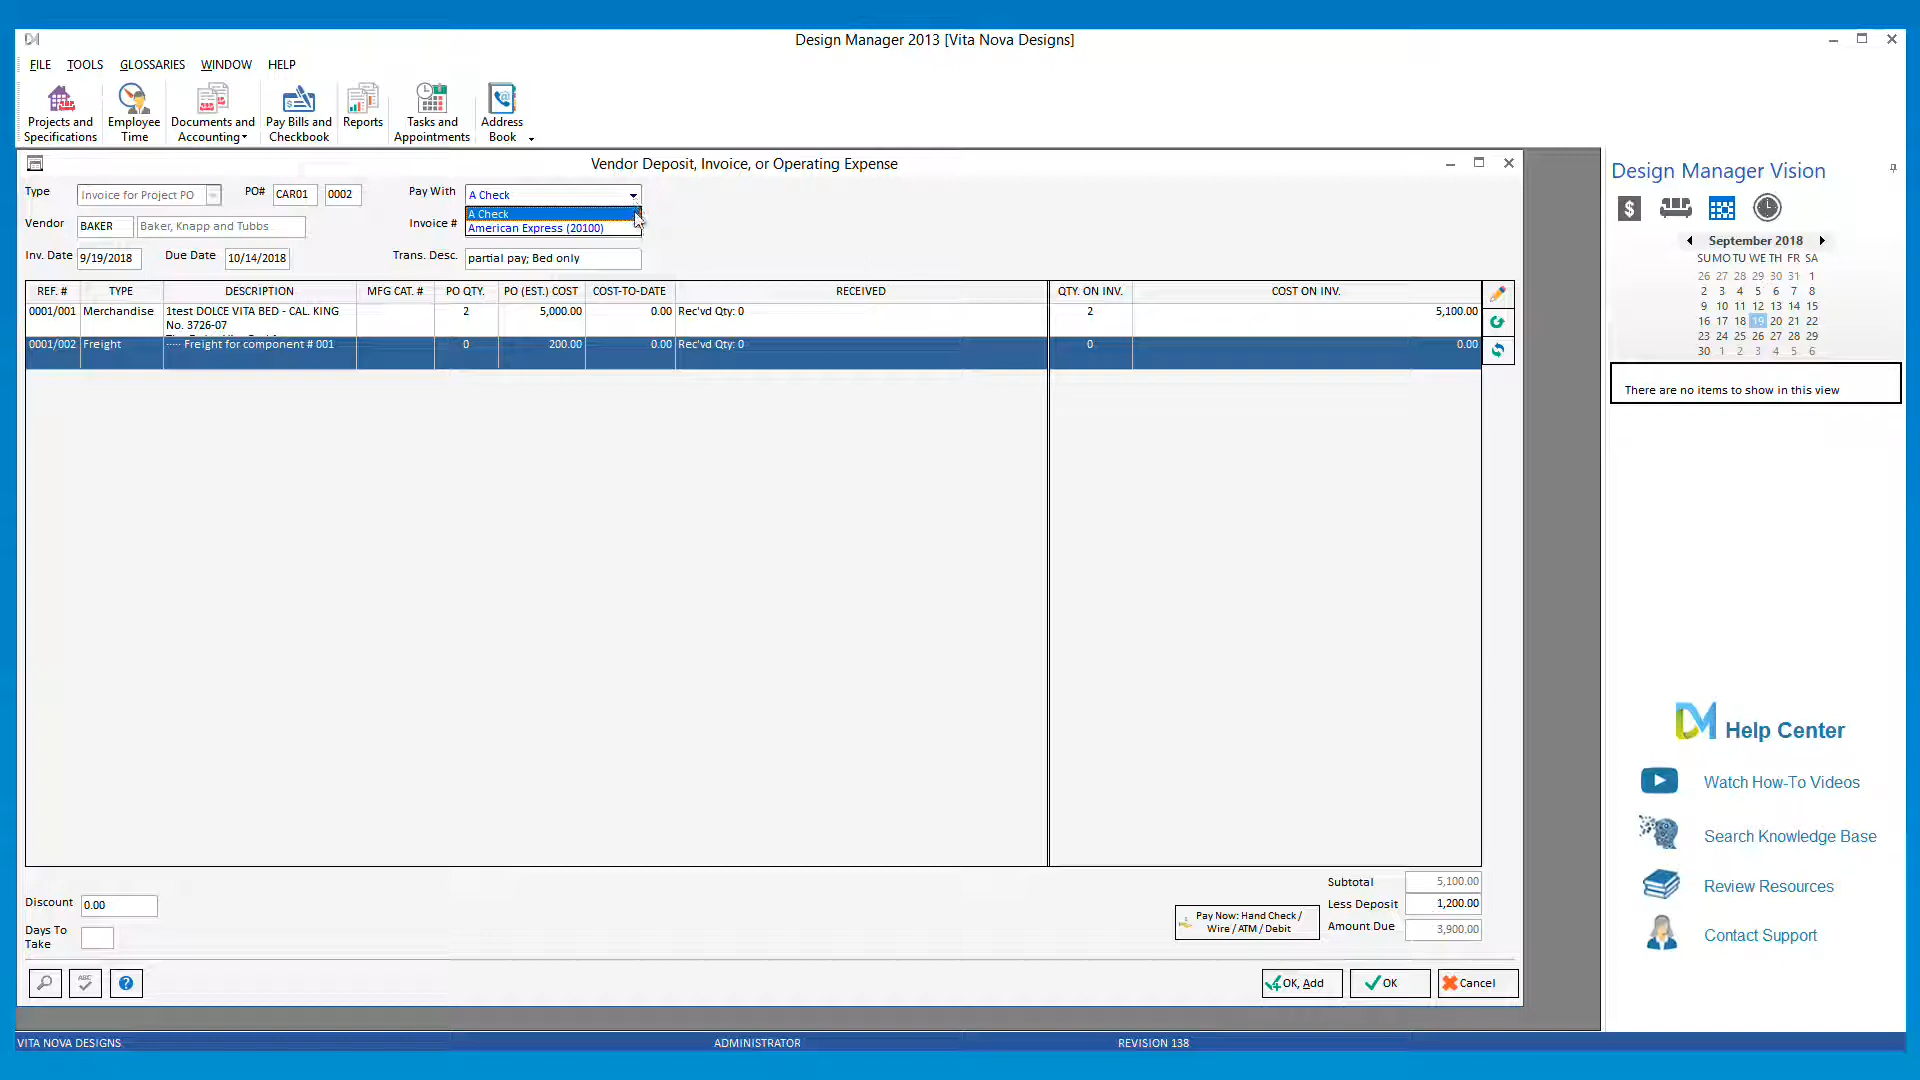 Design Manager 2013 [Vita Nova Designs]
FILE TOOLS GLOSSARIES WINDOW HELP
Projects and Specifications
Employee Time
Documents and Accounting
Pay Bills and Checkbook
Reports
Tasks and Appointments
Address Book
Vendor Deposit, Invoice, or Operating Expense
Type Invoice for Project PO PO# CAR01 0002 Pay With A Check
A Check
American Express (20100)
Vendor BAKER Baker, Knapp and Tubbs Invoice #
Inv. Date 9/19/2018 Due Date 10/14/2018 Trans. Desc. partial pay; Bed only
REF. # TYPE DESCRIPTION MFG CAT. # PO QTY. PO (EST.) COST COST-TO-DATE RECEIVED QTY. ON INV. COST ON INV.
0001/001 Merchandise 1test DOLCE VITA BED - CAL. KING 2 5,000.00 0.00 Rec'vd Qty: 0 2 5,100.00
No. 3726-07
0001/002 Freight ····· Freight for component # 001 0 200.00 0.00 Rec'vd Qty: 0 0 0.00
Discount 0.00
Days To Take
Pay Now: Hand Check / Wire / ATM / Debit
Subtotal 5,100.00
Less Deposit 1,200.00
Amount Due 3,900.00
ABC
?
OK, Add OK Cancel
VITA NOVA DESIGNS ADMINISTRATOR REVISION 138
Design Manager Vision
$
September 2018
SU MO TU WE TH FR SA
26 27 28 29 30 31 1
2 3 4 5 6 7 8
9 10 11 12 13 14 15
16 17 18 19 20 21 22
23 24 25 26 27 28 29
30 1 2 3 4 5 6
There are no items to show in this view
DM Help Center
Watch How-To Videos
Search Knowledge Base
Review Resources
Contact Support